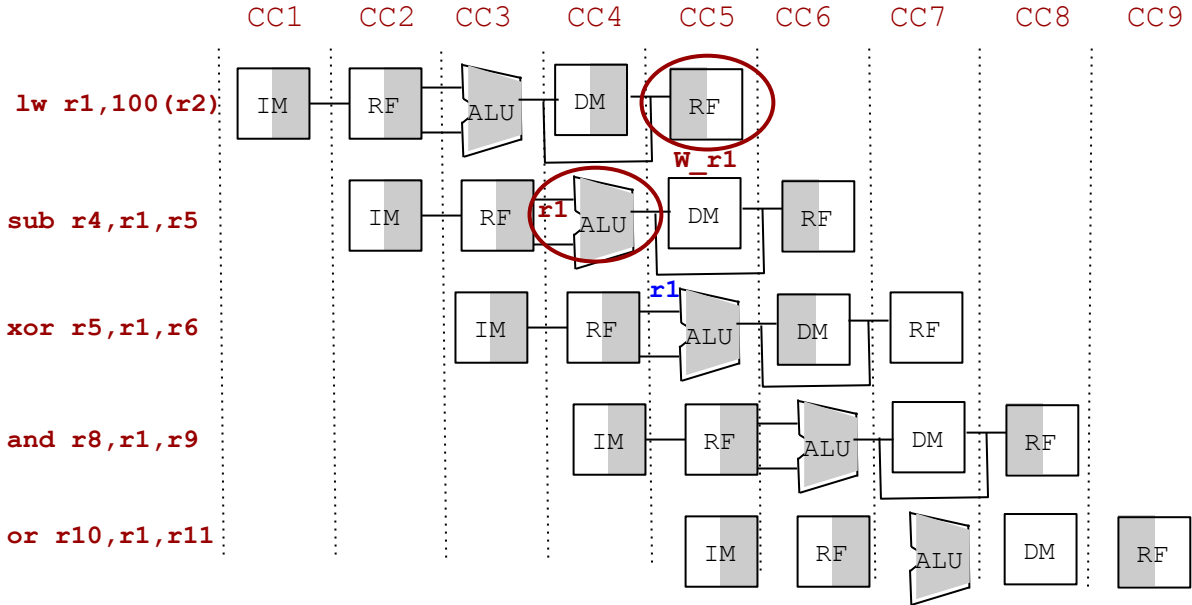 CC1 CC2 CC3 CC4 CC5 CC6 CC7 CC8 CC9
lw r1,100(r2) IM RF ALU DM RF
W_r1
sub r4,r1,r5 IM RF r1 ALU DM RF
r1
xor r5,r1,r6 IM RF ALU DM RF
and r8,r1,r9 IM RF ALU DM RF
or r10,r1,r11 IM RF ALU DM RF